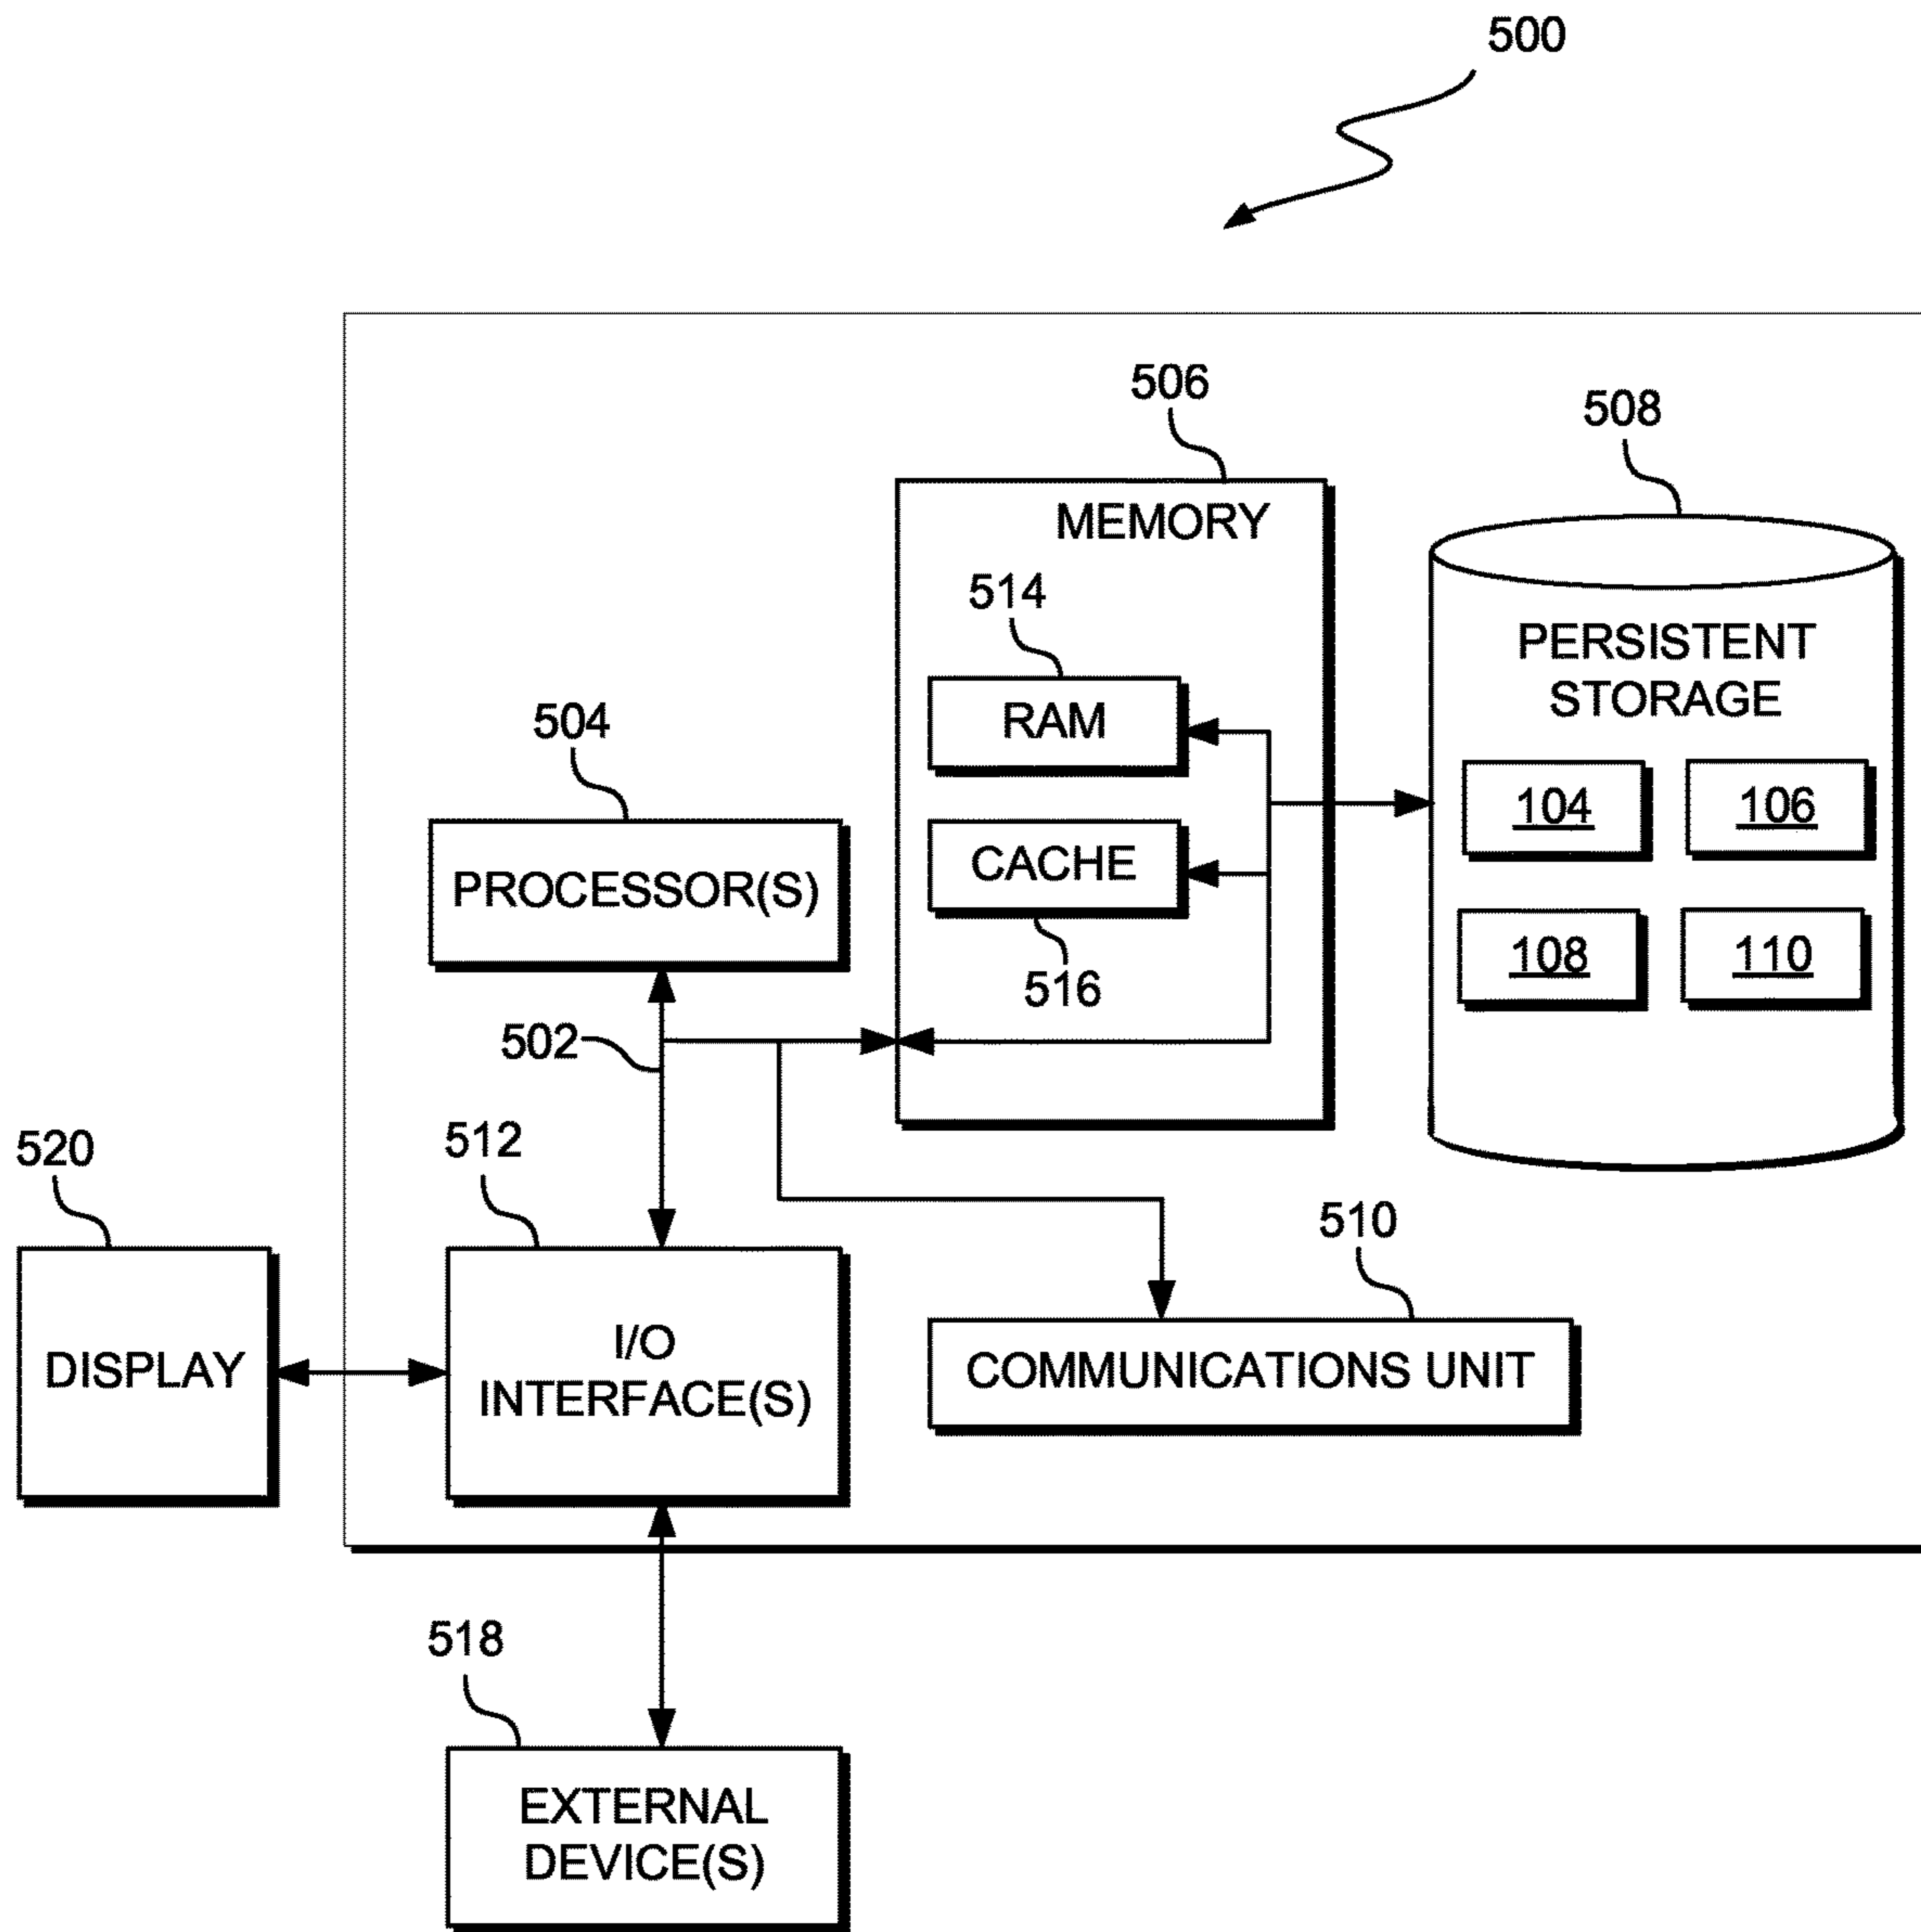 500
506
508
MEMORY
514
PERSISTENT
STORAGE
RAM
504
104
106
CACHE
PROCESSOR(S)
108
110
516
502
520
512
510
I/O
INTERFACE(S)
DISPLAY
COMMUNICATIONS UNIT
518
EXTERNAL
DEVICE(S)